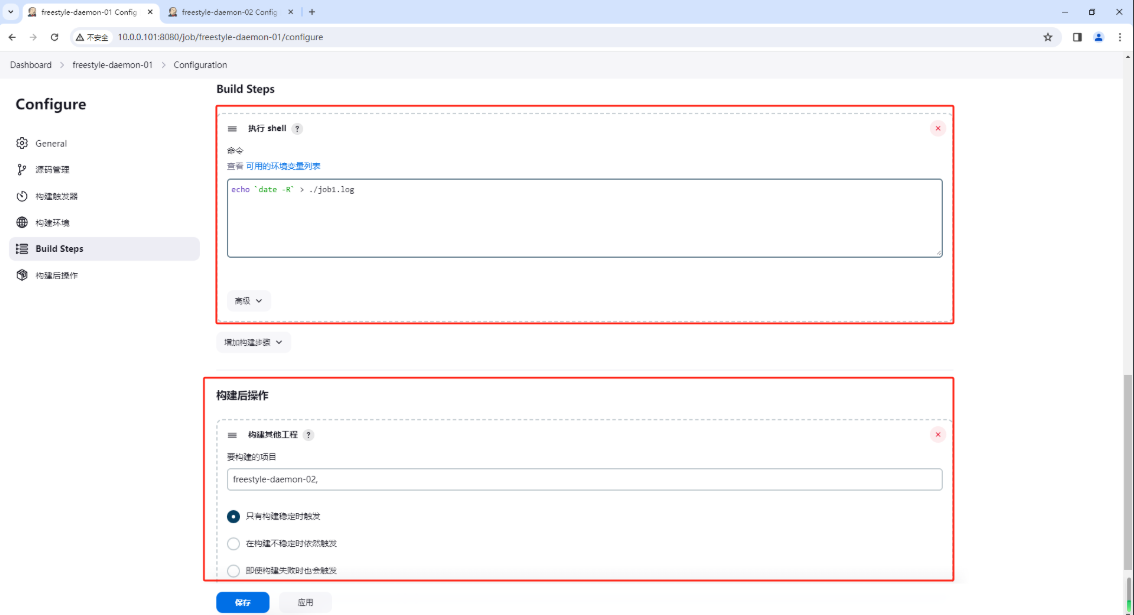 freestyle-daemon-01 Config
freestyle-daemon-02 Config
不安全
10.0.0.101:8080/job/freestyle-daemon-01/configure
Dashboard > freestyle-daemon-01 > Configuration
Configure
General
源码管理
构建触发器
构建环境
Build Steps
构建后操作
Build Steps
执行 shell ?
命令
查看 可用的环境变量列表
echo `date -R` > ./job1.log
高级
增加构建步骤
构建后操作
构建其他工程 ?
要构建的项目
freestyle-daemon-02,
只有构建稳定时触发
在构建不稳定时依然触发
即使构建失败时也会触发
保存
应用